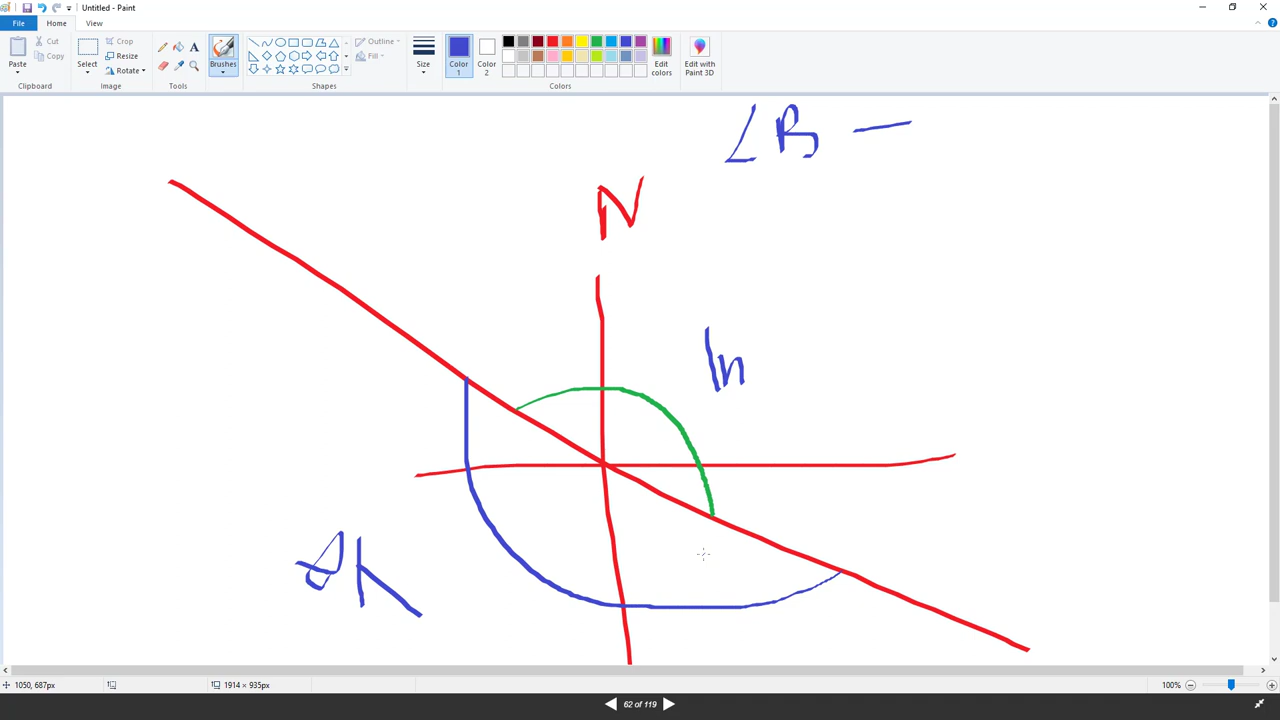 Untitled - Paint
File Home View
Paste Cut Copy Clipboard
Select Crop Resize Rotate Image
Tools
Brushes
Outline Fill Shapes
Size
Color 1 Color 2
Edit colors
Edit with Paint 3D
Colors
∠B —
N
In
1050, 687px 1914 × 935px 100%
62 of 119